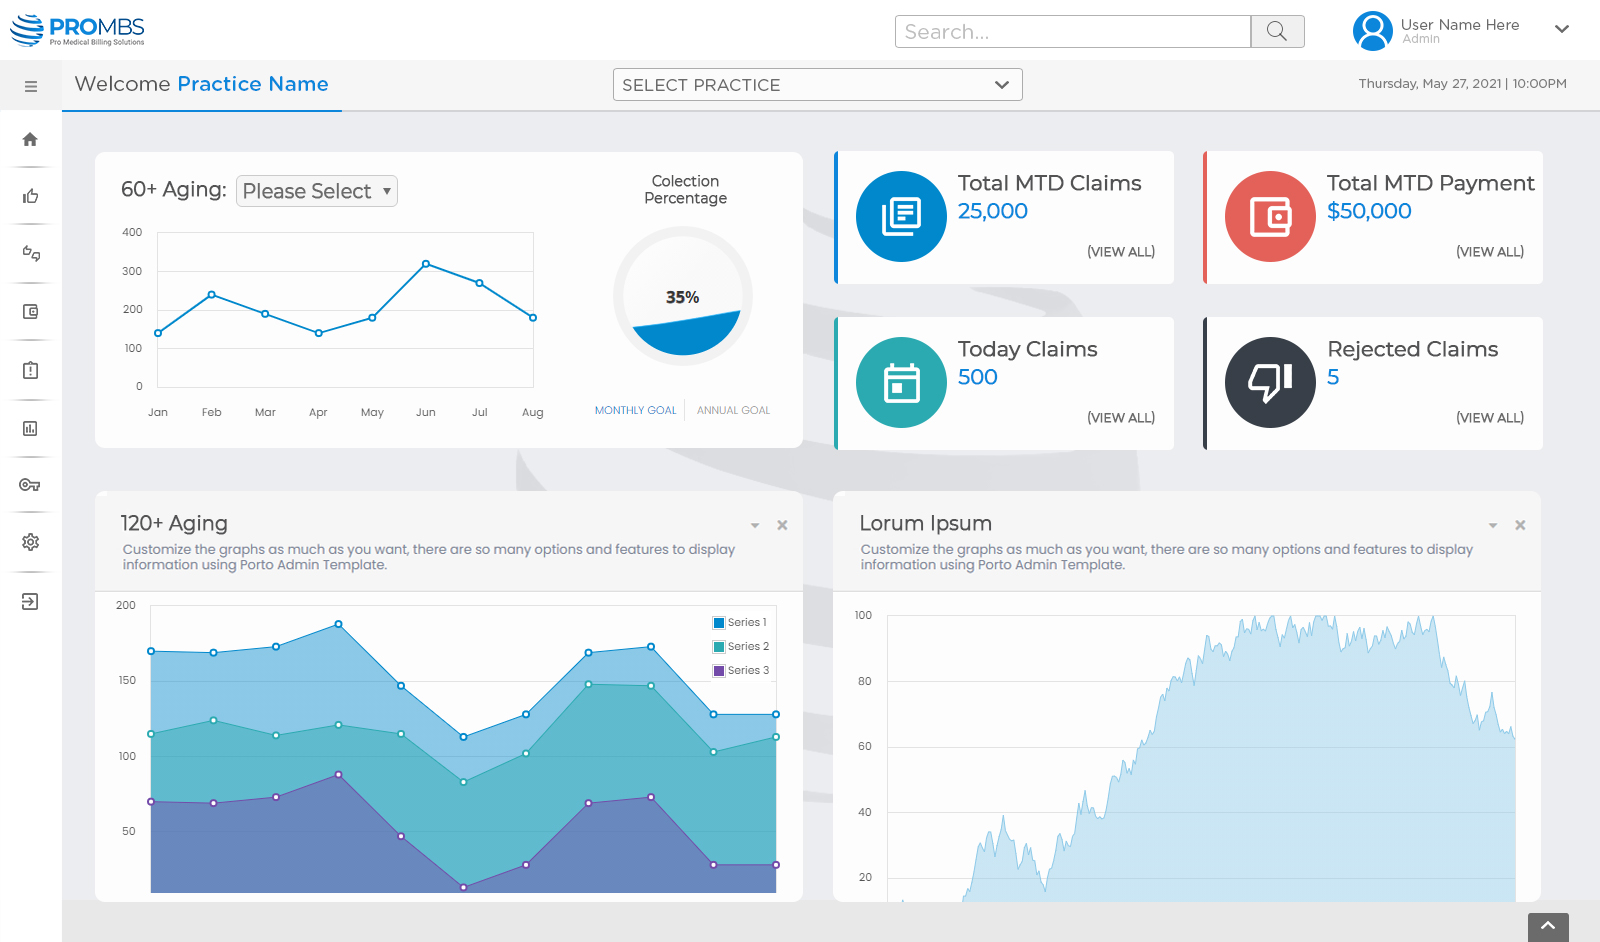 PROMBS
Pro Medical Billing Solutions
Search...
User Name Here
Admin
Welcome Practice Name
SELECT PRACTICE
Thursday, May 27, 2021 | 10:00PM
60+ Aging:
Please Select
400
300
200
100
0
Jan Feb Mar Apr May Jun Jul Aug
Colection
Percentage
35%
MONTHLY GOAL
ANNUAL GOAL
Total MTD Claims
25,000
(VIEW ALL)
Total MTD Payment
$50,000
(VIEW ALL)
Today Claims
500
(VIEW ALL)
Rejected Claims
5
(VIEW ALL)
120+ Aging
Customize the graphs as much as you want, there are so many options and features to display
information using Porto Admin Template.
200
150
100
50
Series 1
Series 2
Series 3
Lorum Ipsum
Customize the graphs as much as you want, there are so many options and features to display
information using Porto Admin Template.
100
80
60
40
20